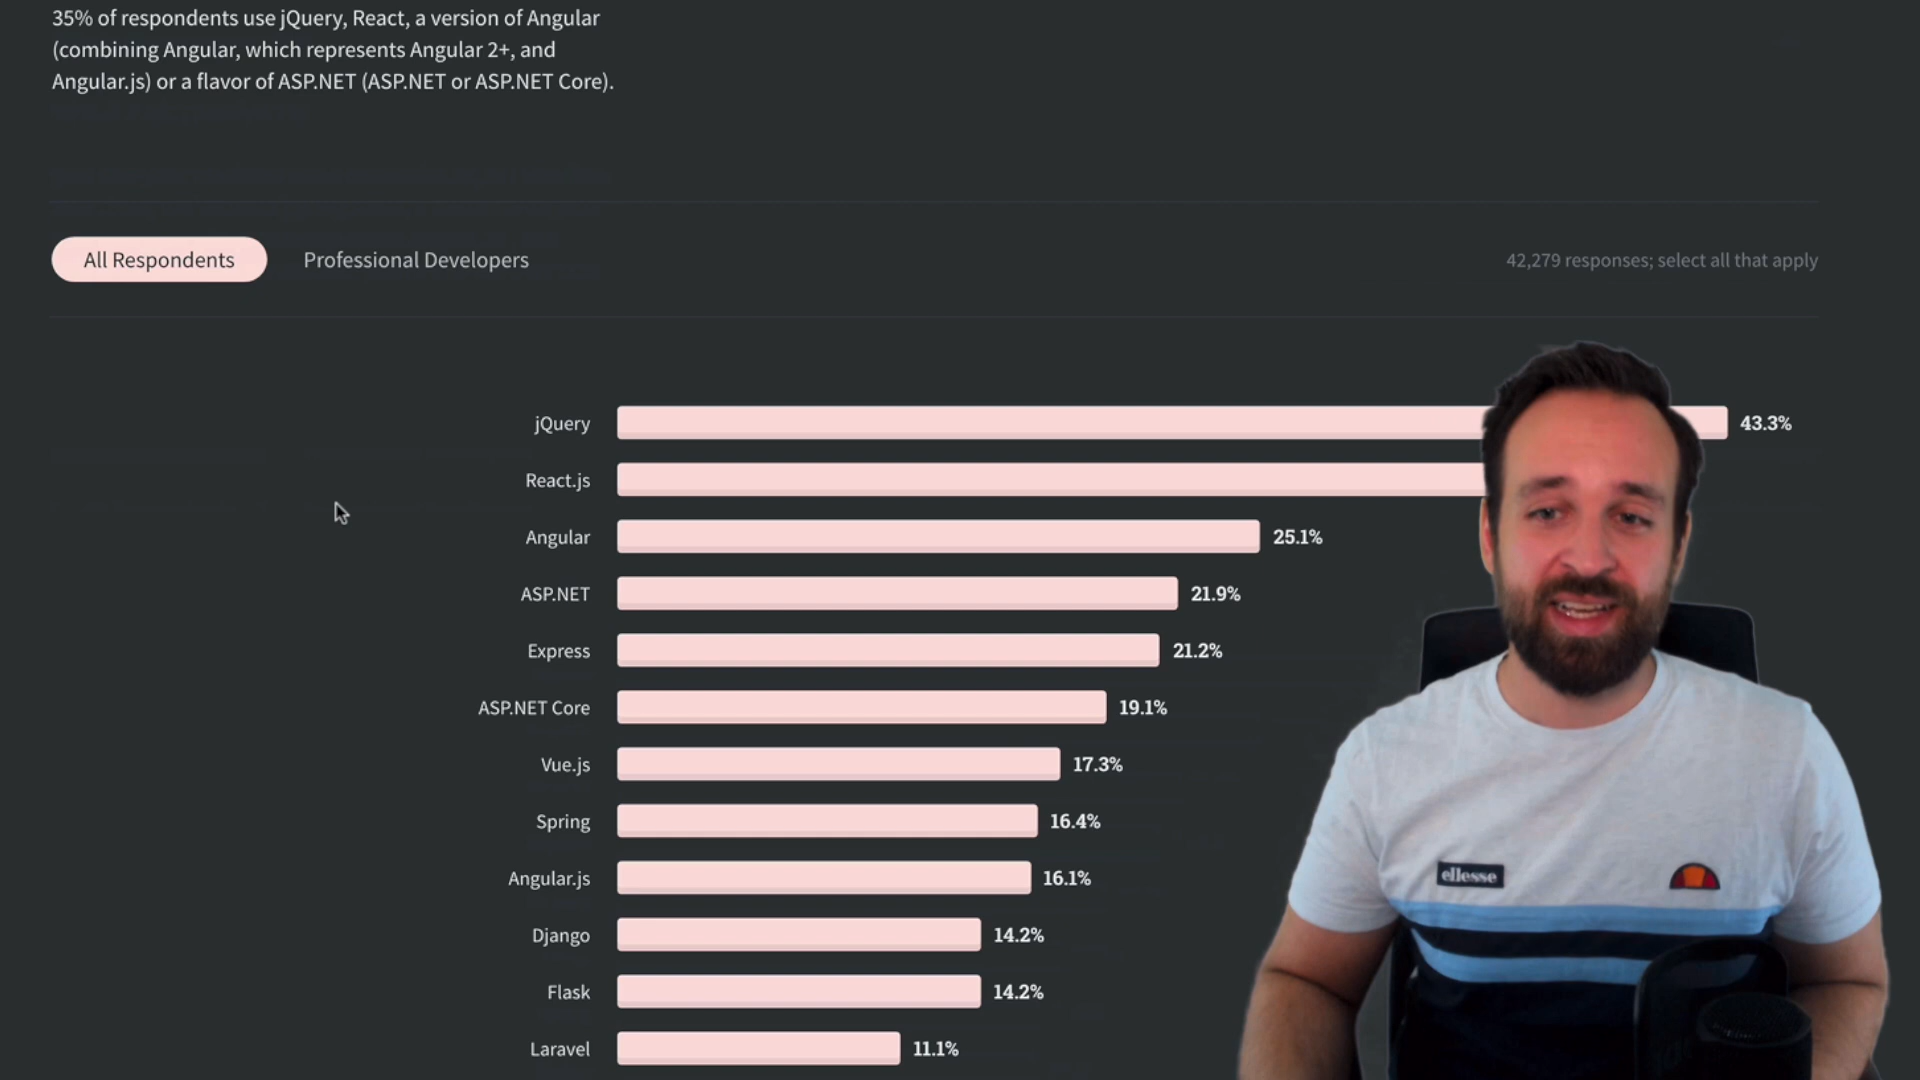 35% of respondents use jQuery, React, a version of Angular
(combining Angular, which represents Angular 2+, and
Angular.js) or a flavor of ASP.NET (ASP.NET or ASP.NET Core).
All Respondents Professional Developers 42,279 responses; select all that apply
jQuery 43.3%
React.js
Angular 25.1%
ASP.NET 21.9%
Express 21.2%
ASP.NET Core 19.1%
Vue.js 17.3%
Spring 16.4%
Angular.js 16.1%
Django 14.2%
Flask 14.2%
Laravel 11.1%
ellesse